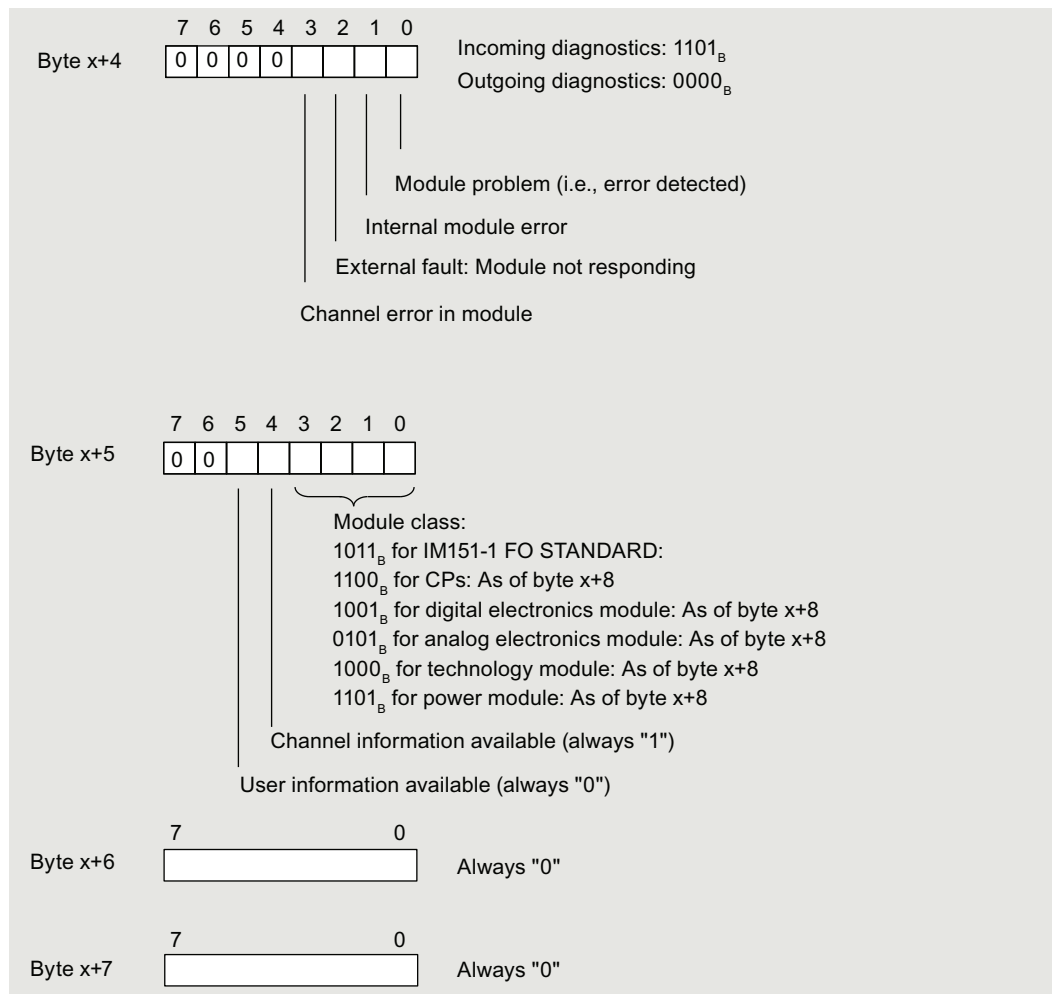 7 6 5 4 3 2 1 0
Byte x+4 0 0 0 0
Incoming diagnostics: 1101B
Outgoing diagnostics: 0000B
Module problem (i.e., error detected)
Internal module error
External fault: Module not responding
Channel error in module
7 6 5 4 3 2 1 0
Byte x+5 0 0
Module class:
1011B for IM151-1 FO STANDARD:
1100B for CPs: As of byte x+8
1001B for digital electronics module: As of byte x+8
0101B for analog electronics module: As of byte x+8
1000B for technology module: As of byte x+8
1101B for power module: As of byte x+8
Channel information available (always "1")
User information available (always "0")
7 0
Byte x+6 Always "0"
7 0
Byte x+7 Always "0"